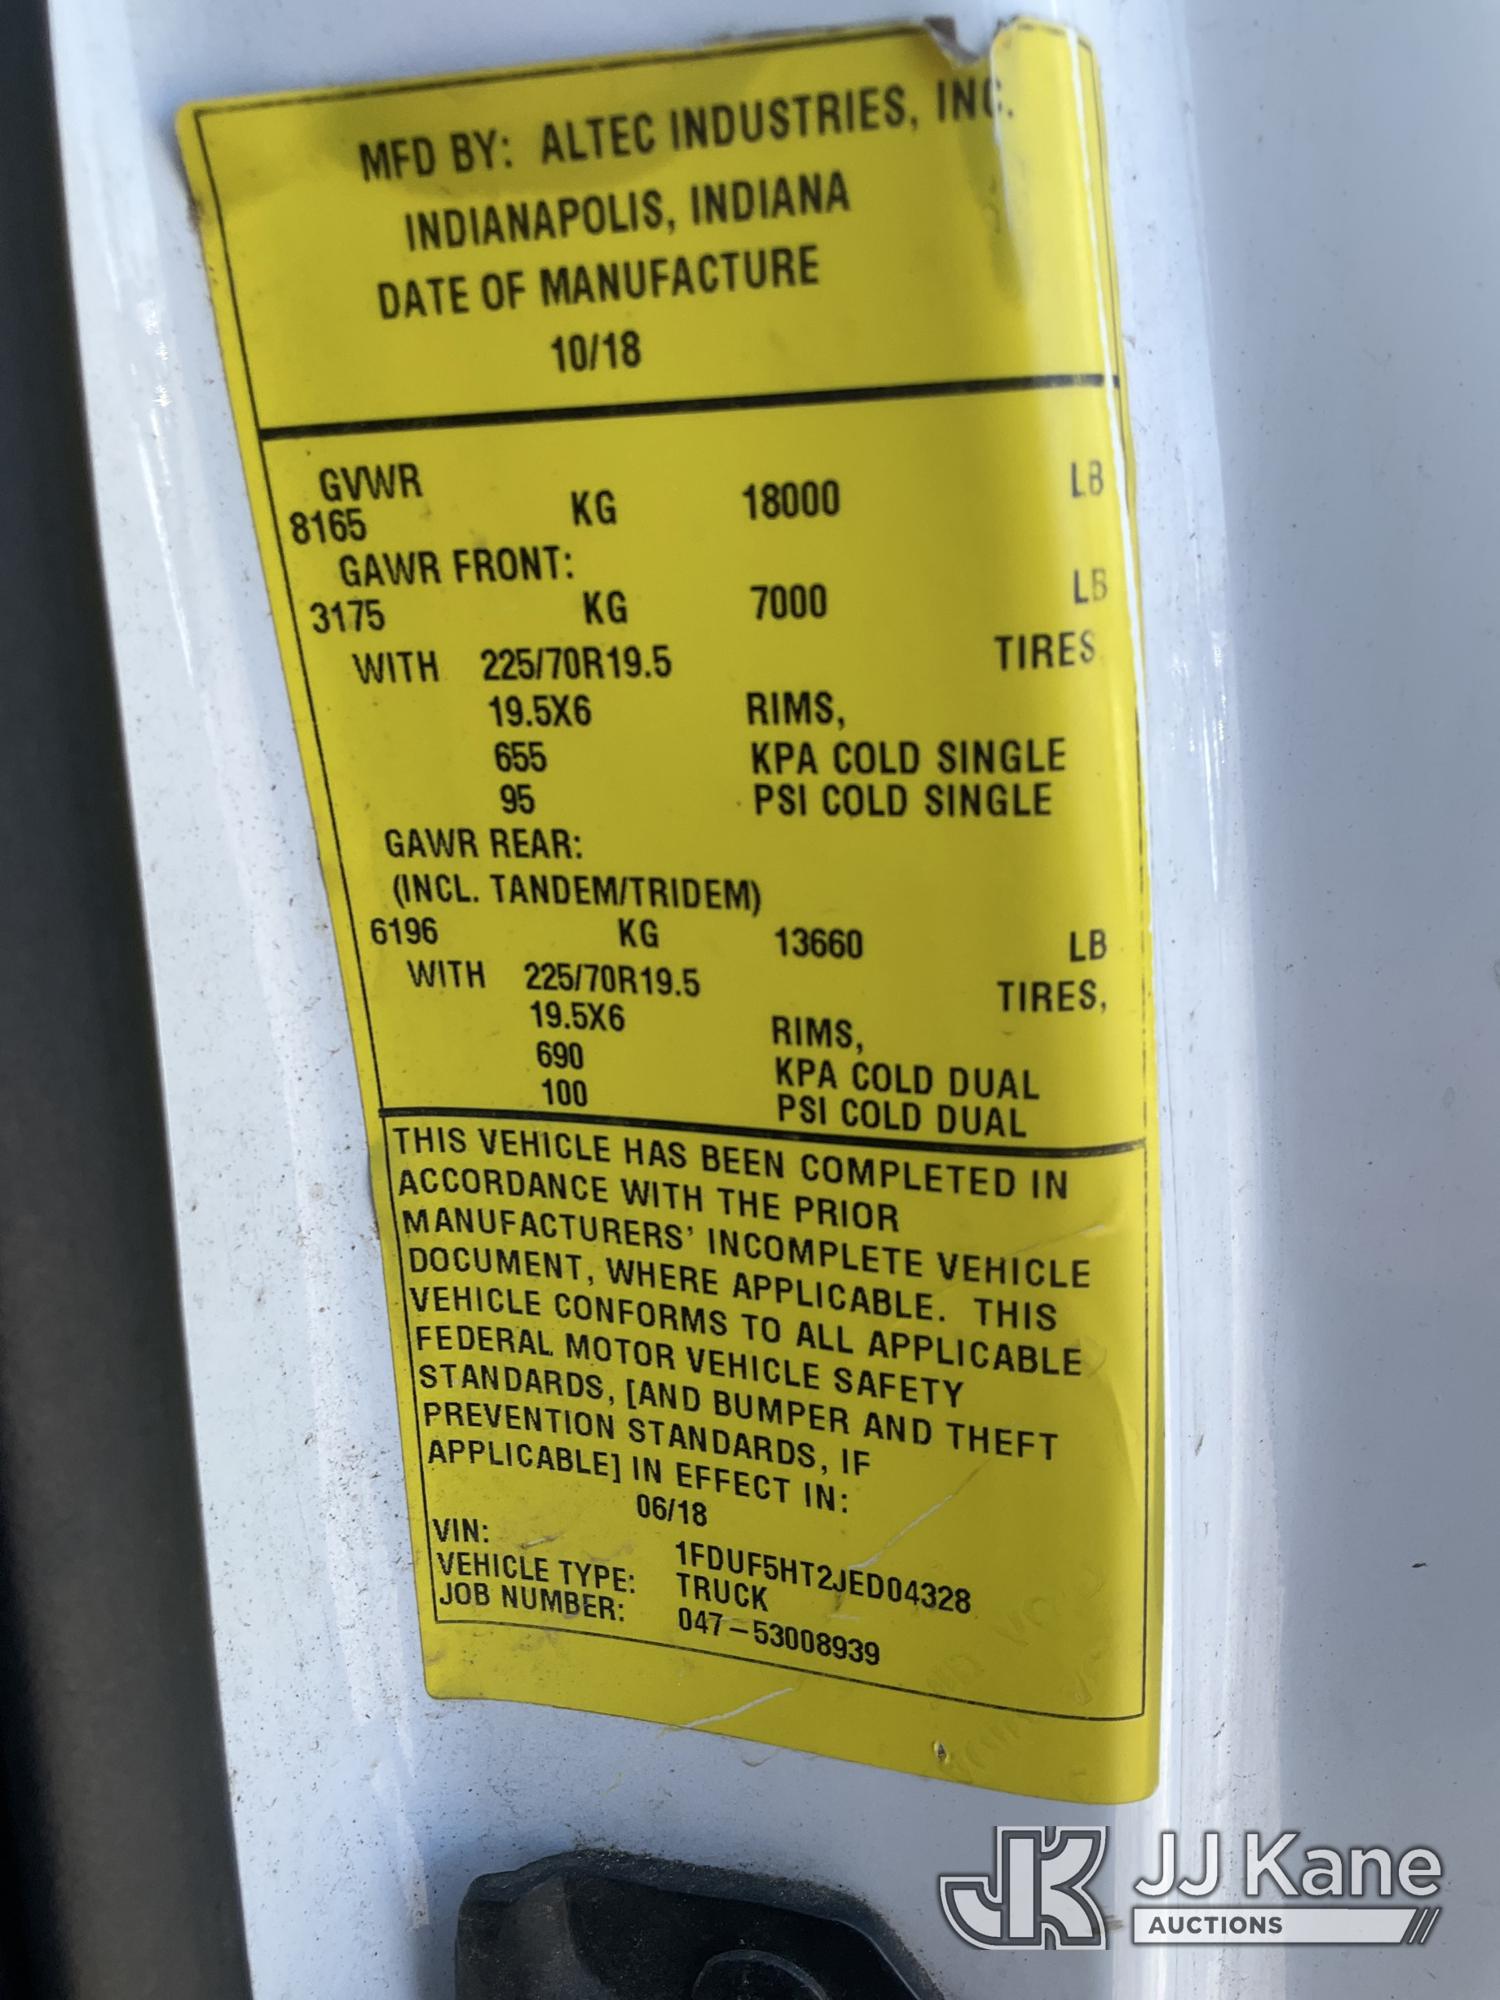 MFD BY: ALTEC INDUSTRIES, INC.
INDIANAPOLIS, INDIANA
DATE OF MANUFACTURE
10/18
GVWR
8165 KG 18000 LB
GAWR FRONT:
3175 KG 7000 LB
WITH 225/70R19.5 TIRES
19.5X6 RIMS,
655 KPA COLD SINGLE
95 PSI COLD SINGLE
GAWR REAR:
(INCL. TANDEM/TRIDEM)
6196 KG 13660 LB
WITH 225/70R19.5 TIRES,
19.5X6 RIMS,
690 KPA COLD DUAL
100 PSI COLD DUAL
THIS VEHICLE HAS BEEN COMPLETED IN
ACCORDANCE WITH THE PRIOR
MANUFACTURERS' INCOMPLETE VEHICLE
DOCUMENT, WHERE APPLICABLE. THIS
VEHICLE CONFORMS TO ALL APPLICABLE
FEDERAL MOTOR VEHICLE SAFETY
STANDARDS, [AND BUMPER AND THEFT
PREVENTION STANDARDS, IF
APPLICABLE] IN EFFECT IN:
06/18
VIN: 1FDUF5HT2JED04328
VEHICLE TYPE: TRUCK
JOB NUMBER: 047-53008939
JK JJ Kane
AUCTIONS